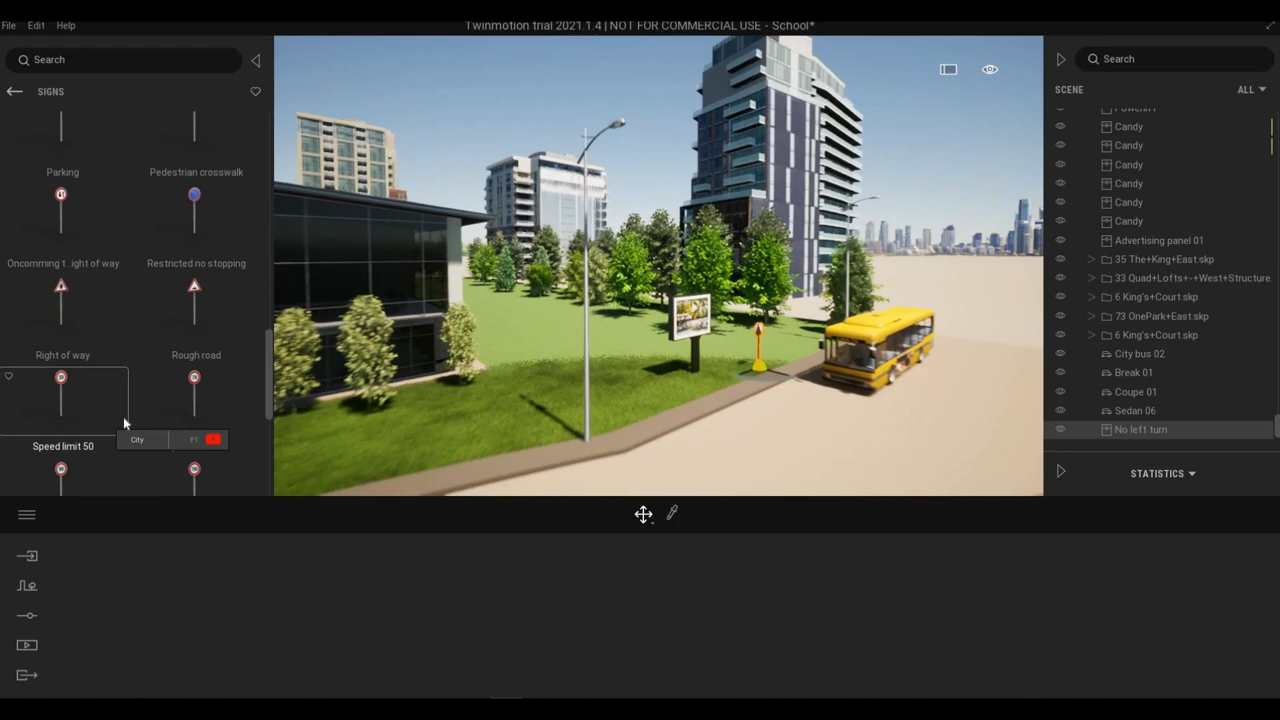 File Edit Help
Twinmotion trial 2021.1.4 | NOT FOR COMMERCIAL USE - School*
Search
SIGNS
Parking
Pedestrian crosswalk
Oncomming t...ight of way
Restricted no stopping
Right of way
Rough road
Speed limit 50
City F1
Search
SCENE ALL
Candy
Candy
Candy
Candy
Candy
Candy
Advertising panel 01
35 The+King+East.skp
33 Quad+Lofts+-+West+Structure.
6 King's+Court.skp
73 OnePark+East.skp
6 King's+Court.skp
City bus 02
Break 01
Coupe 01
Sedan 06
No left turn
STATISTICS